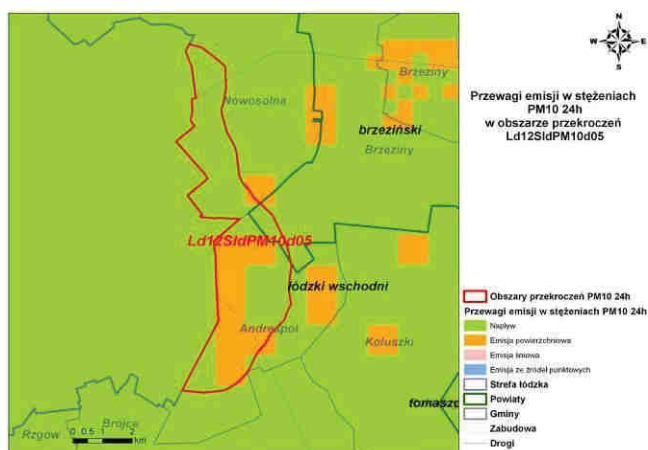 N
W E
S
Przewagi emisji w stężeniach
PM10 24h
w obszarze przekroczeń
Ld12SldPM10d05
Brzeziny
Nowosolna
brzeziński
Brzeziny
Ld12SldPM10d05
łódzki wschodni
Andrespol
Koluszki
tomaszo
Brójce
Rzgów
0 0,5 1 2
km
Obszary przekroczeń PM10 24h
Przewagi emisji w stężeniach PM10 24h
Napływ
Emisja powierzchniowa
Emisja liniowa
Emisja ze źródeł punktowych
Strefa łódzka
Powiaty
Gminy
Zabudowa
Drogi